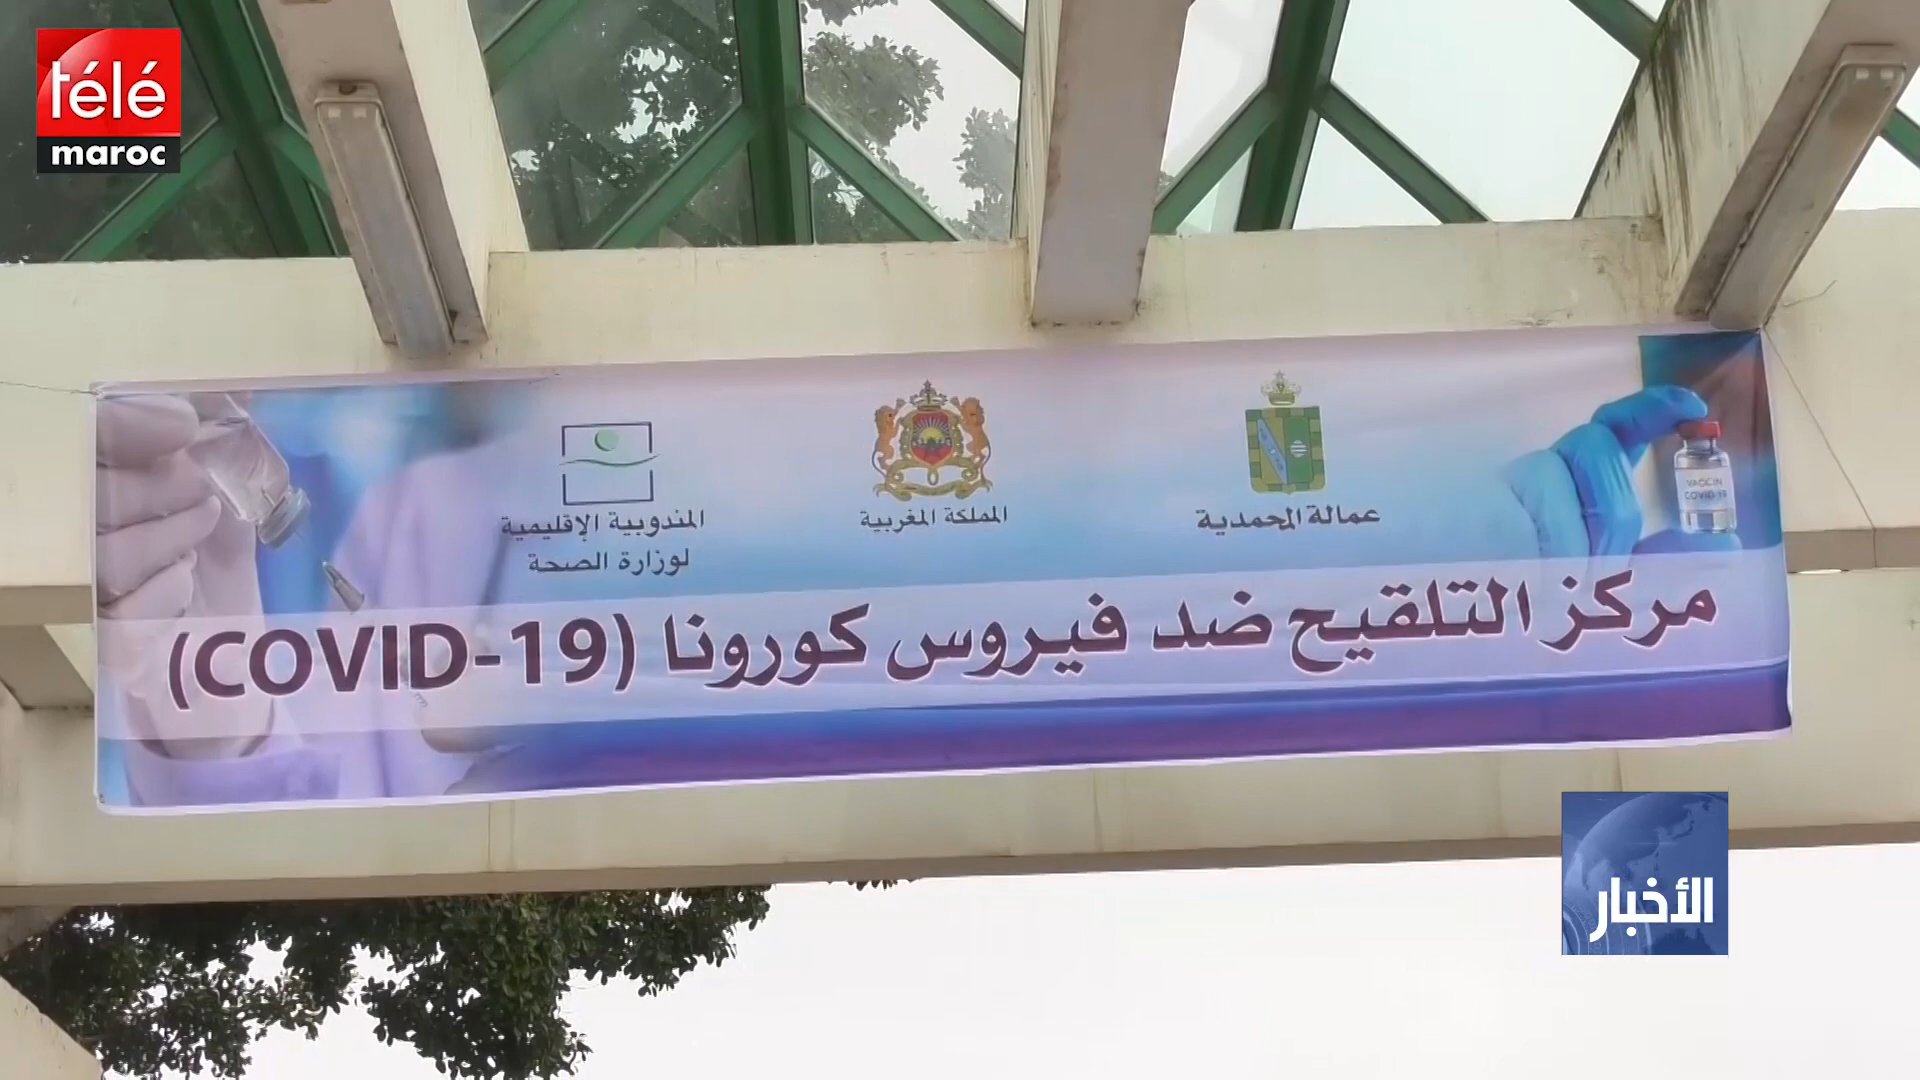 télé
maroc
عمالة المحمدية
المملكة المغربية
المندوبية الإقليمية
لوزارة الصحة
VACCIN
COVID-19
مركز التلقيح ضد فيروس كورونا (COVID-19)
الأخبار